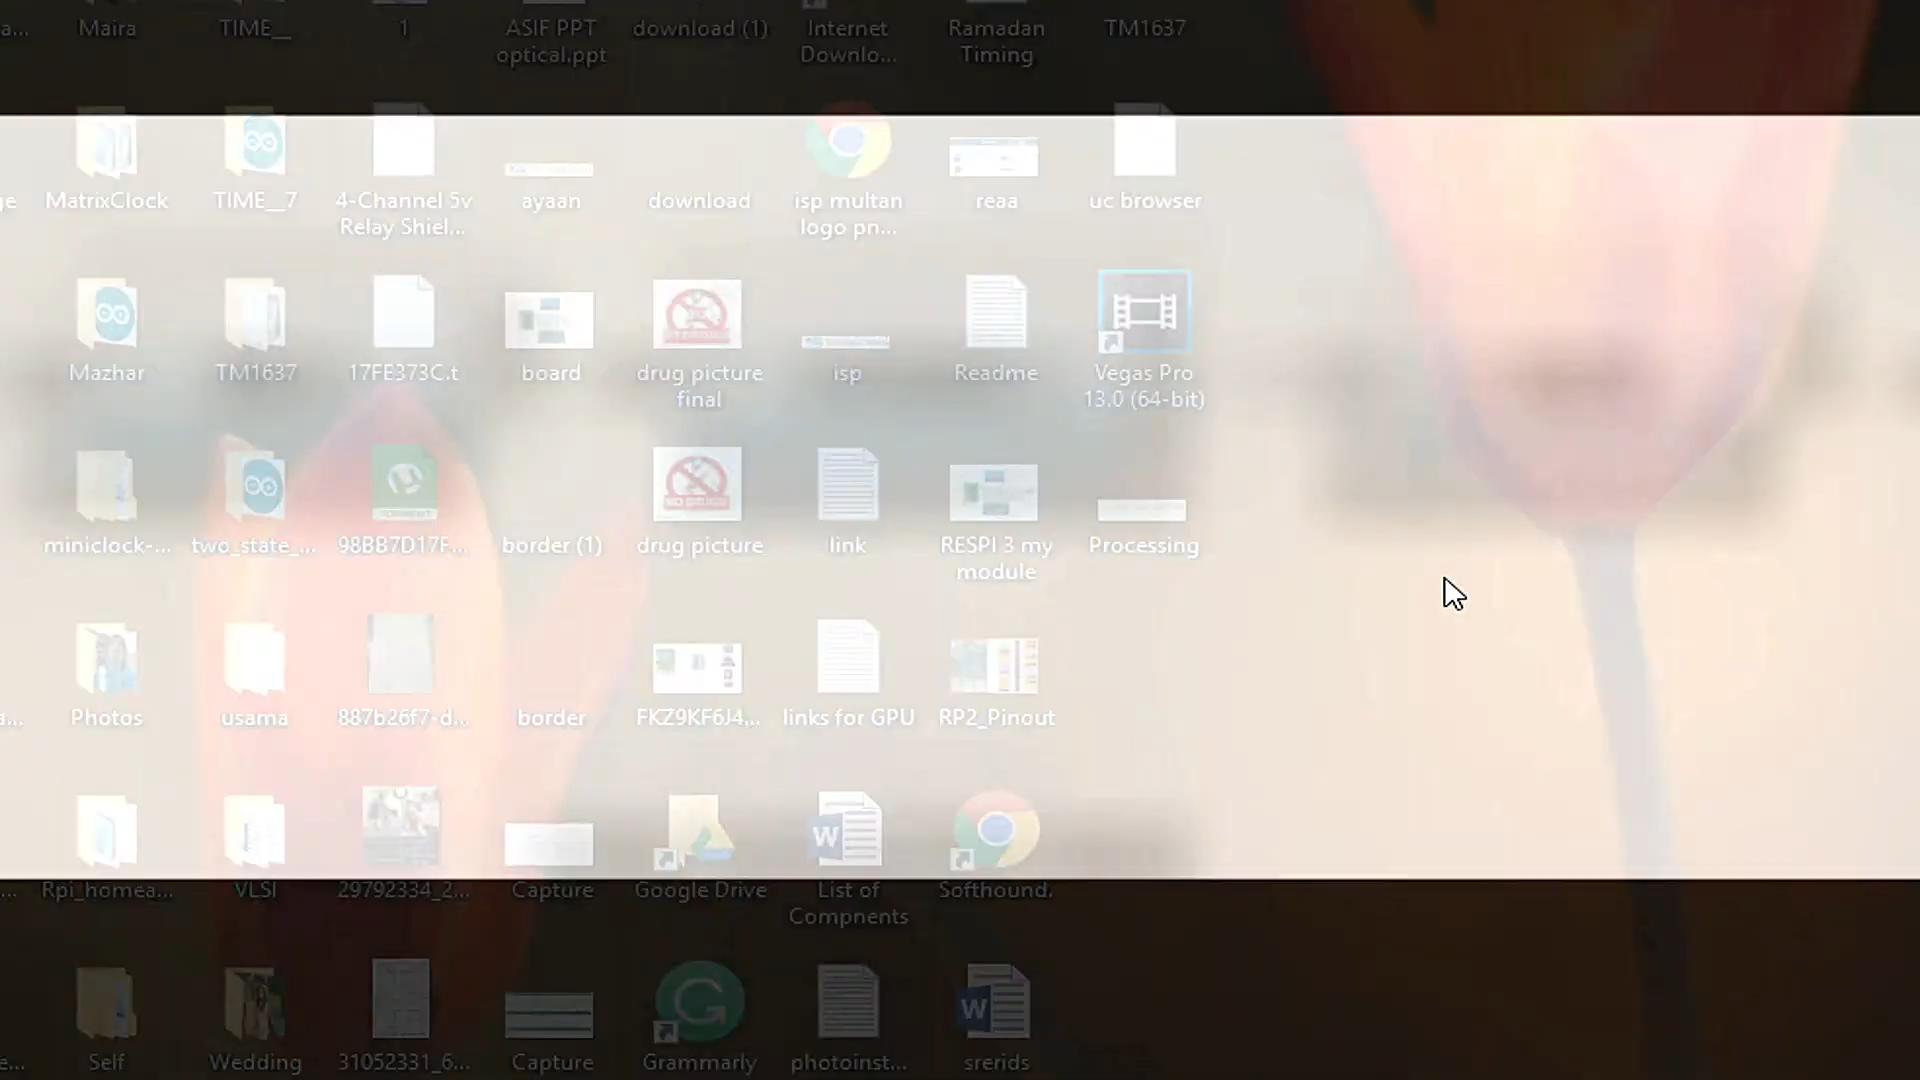 a...
Maira
TIME__
1
ASIF PPT
optical.ppt
download (1)
Internet
Downlo...
Ramadan
Timing
TM1637
ge
MatrixClock
TIME__7
4-Channel 5v
Relay Shiel...
ayaan
download
isp multan
logo pn...
reaa
uc browser
Mazhar
TM1637
17FE373C.t
board
drug picture
final
isp
Readme
Vegas Pro
13.0 (64-bit)
miniclock-...
two_state_...
98BB7D17F...
border (1)
drug picture
link
RESPI 3 my
module
Processing
a...
Photos
usama
887b26f7-d...
border
FKZ9KF6J4...
links for GPU
RP2_Pinout
...
Rpi_homea...
VLSI
29792334_2...
Capture
Google Drive
List of
Compnents
Softhound.
e...
Self
Wedding
31052331_6...
Capture
Grammarly
photoinst...
srerids